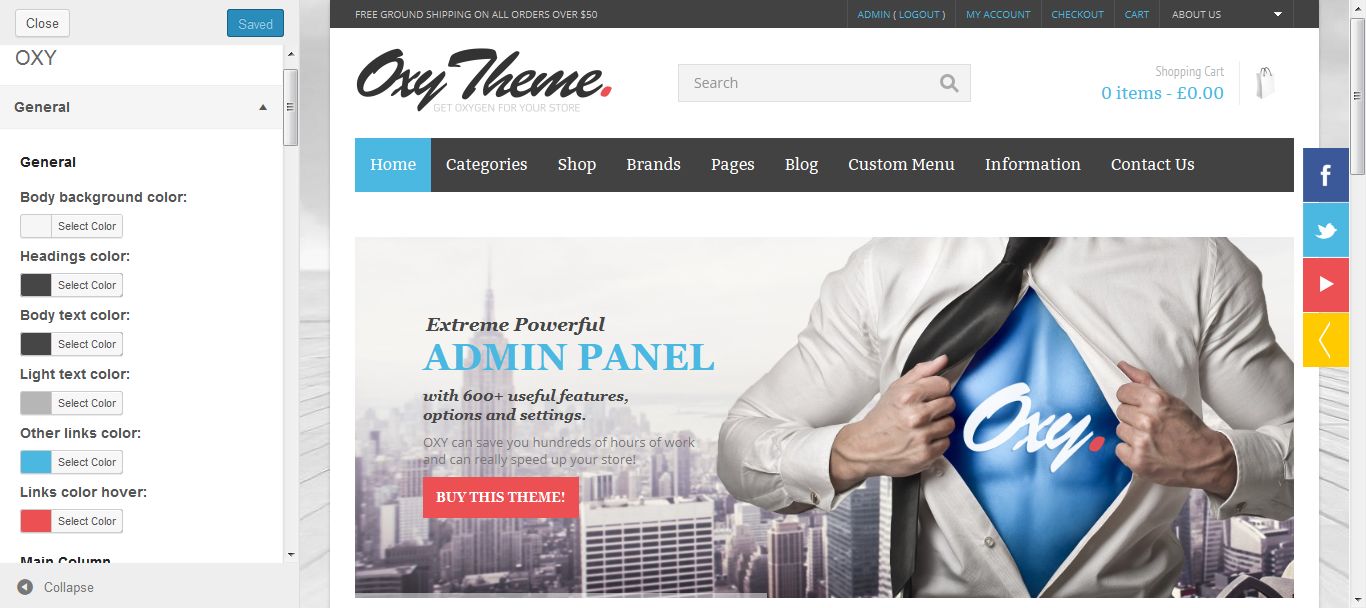 Close
Saved
OXY
General
General
Body background color:
Select Color
Headings color:
Select Color
Body text color:
Select Color
Light text color:
Select Color
Other links color:
Select Color
Links color hover:
Select Color
Main Column
Collapse
FREE GROUND SHIPPING ON ALL ORDERS OVER $50
ADMIN ( LOGOUT ) MY ACCOUNT CHECKOUT CART ABOUT US
Oxy Theme.
GET OXYGEN FOR YOUR STORE
Search
Shopping Cart
0 items - £0.00
Home Categories Shop Brands Pages Blog Custom Menu Information Contact Us
Extreme Powerful
ADMIN PANEL
with 600+ useful features,
options and settings.
OXY can save you hundreds of hours of work
and can really speed up your store!
BUY THIS THEME!
Oxy.
f